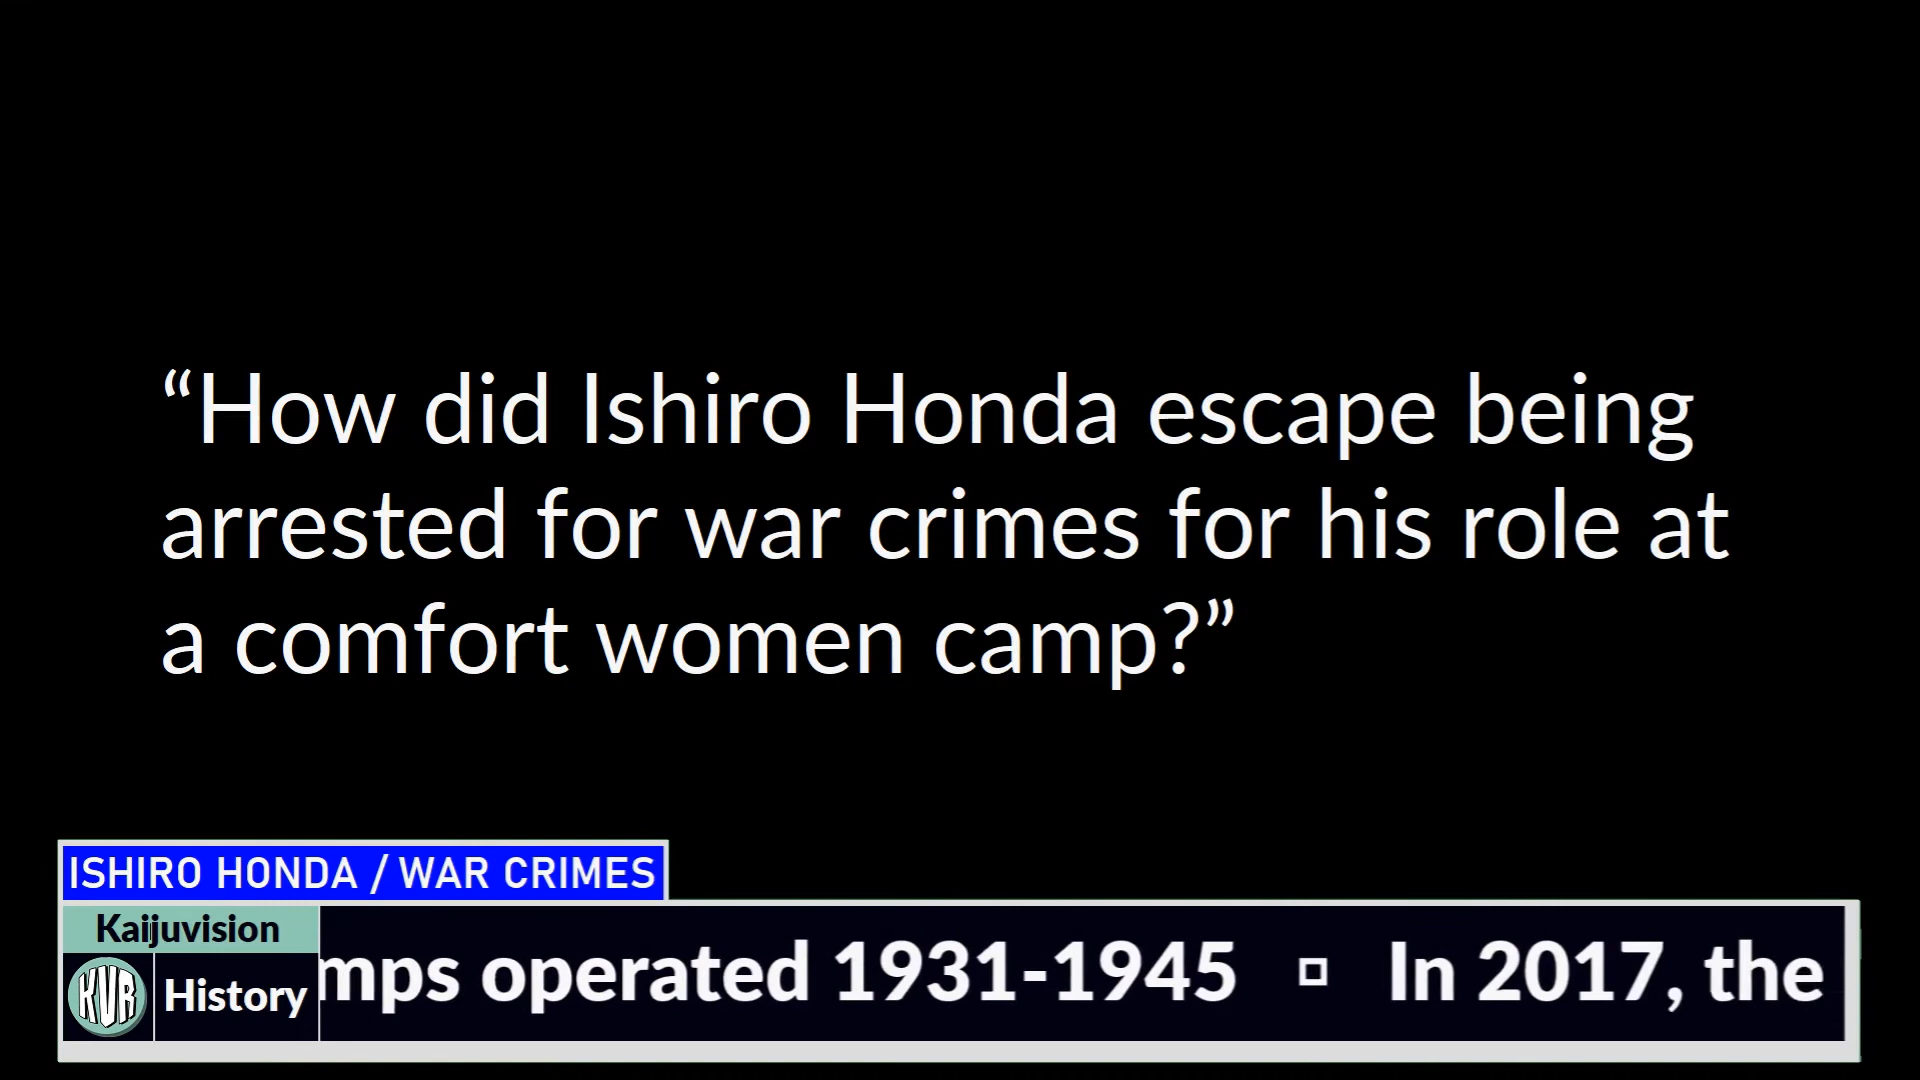 “How did Ishiro Honda escape being
arrested for war crimes for his role at
a comfort women camp?”
ISHIRO HONDA / WAR CRIMES
Kaijuvision
KVR
History
mps operated 1931-1945 ▫ In 2017, the